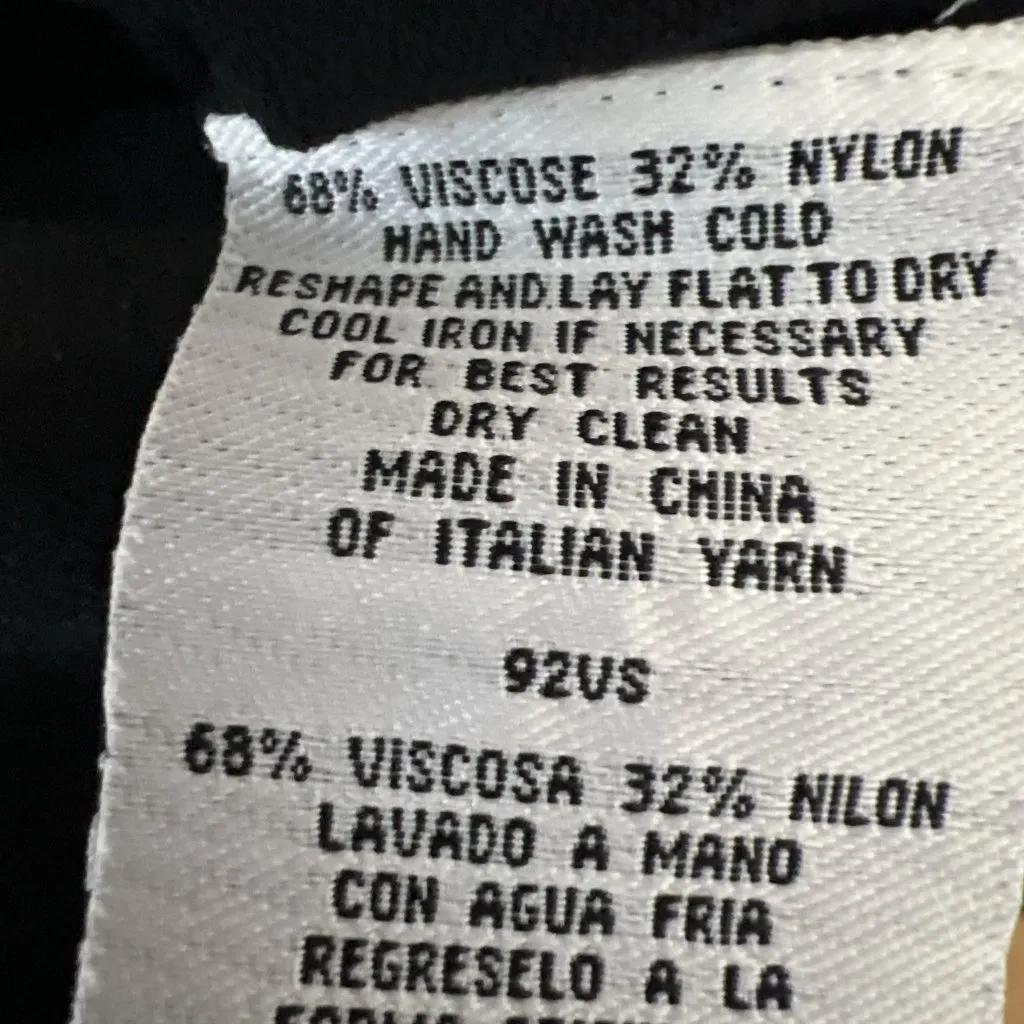 68% VISCOSE 32% NYLON
HAND WASH COLD
RESHAPE AND LAY FLAT TO DRY
COOL IRON IF NECESSARY
FOR BEST RESULTS
DRY CLEAN
MADE IN CHINA
OF ITALIAN YARN
92VS
68% VISCOSA 32% NILON
LAVADO A MANO
CON AGUA FRIA
REGRESELO A LA